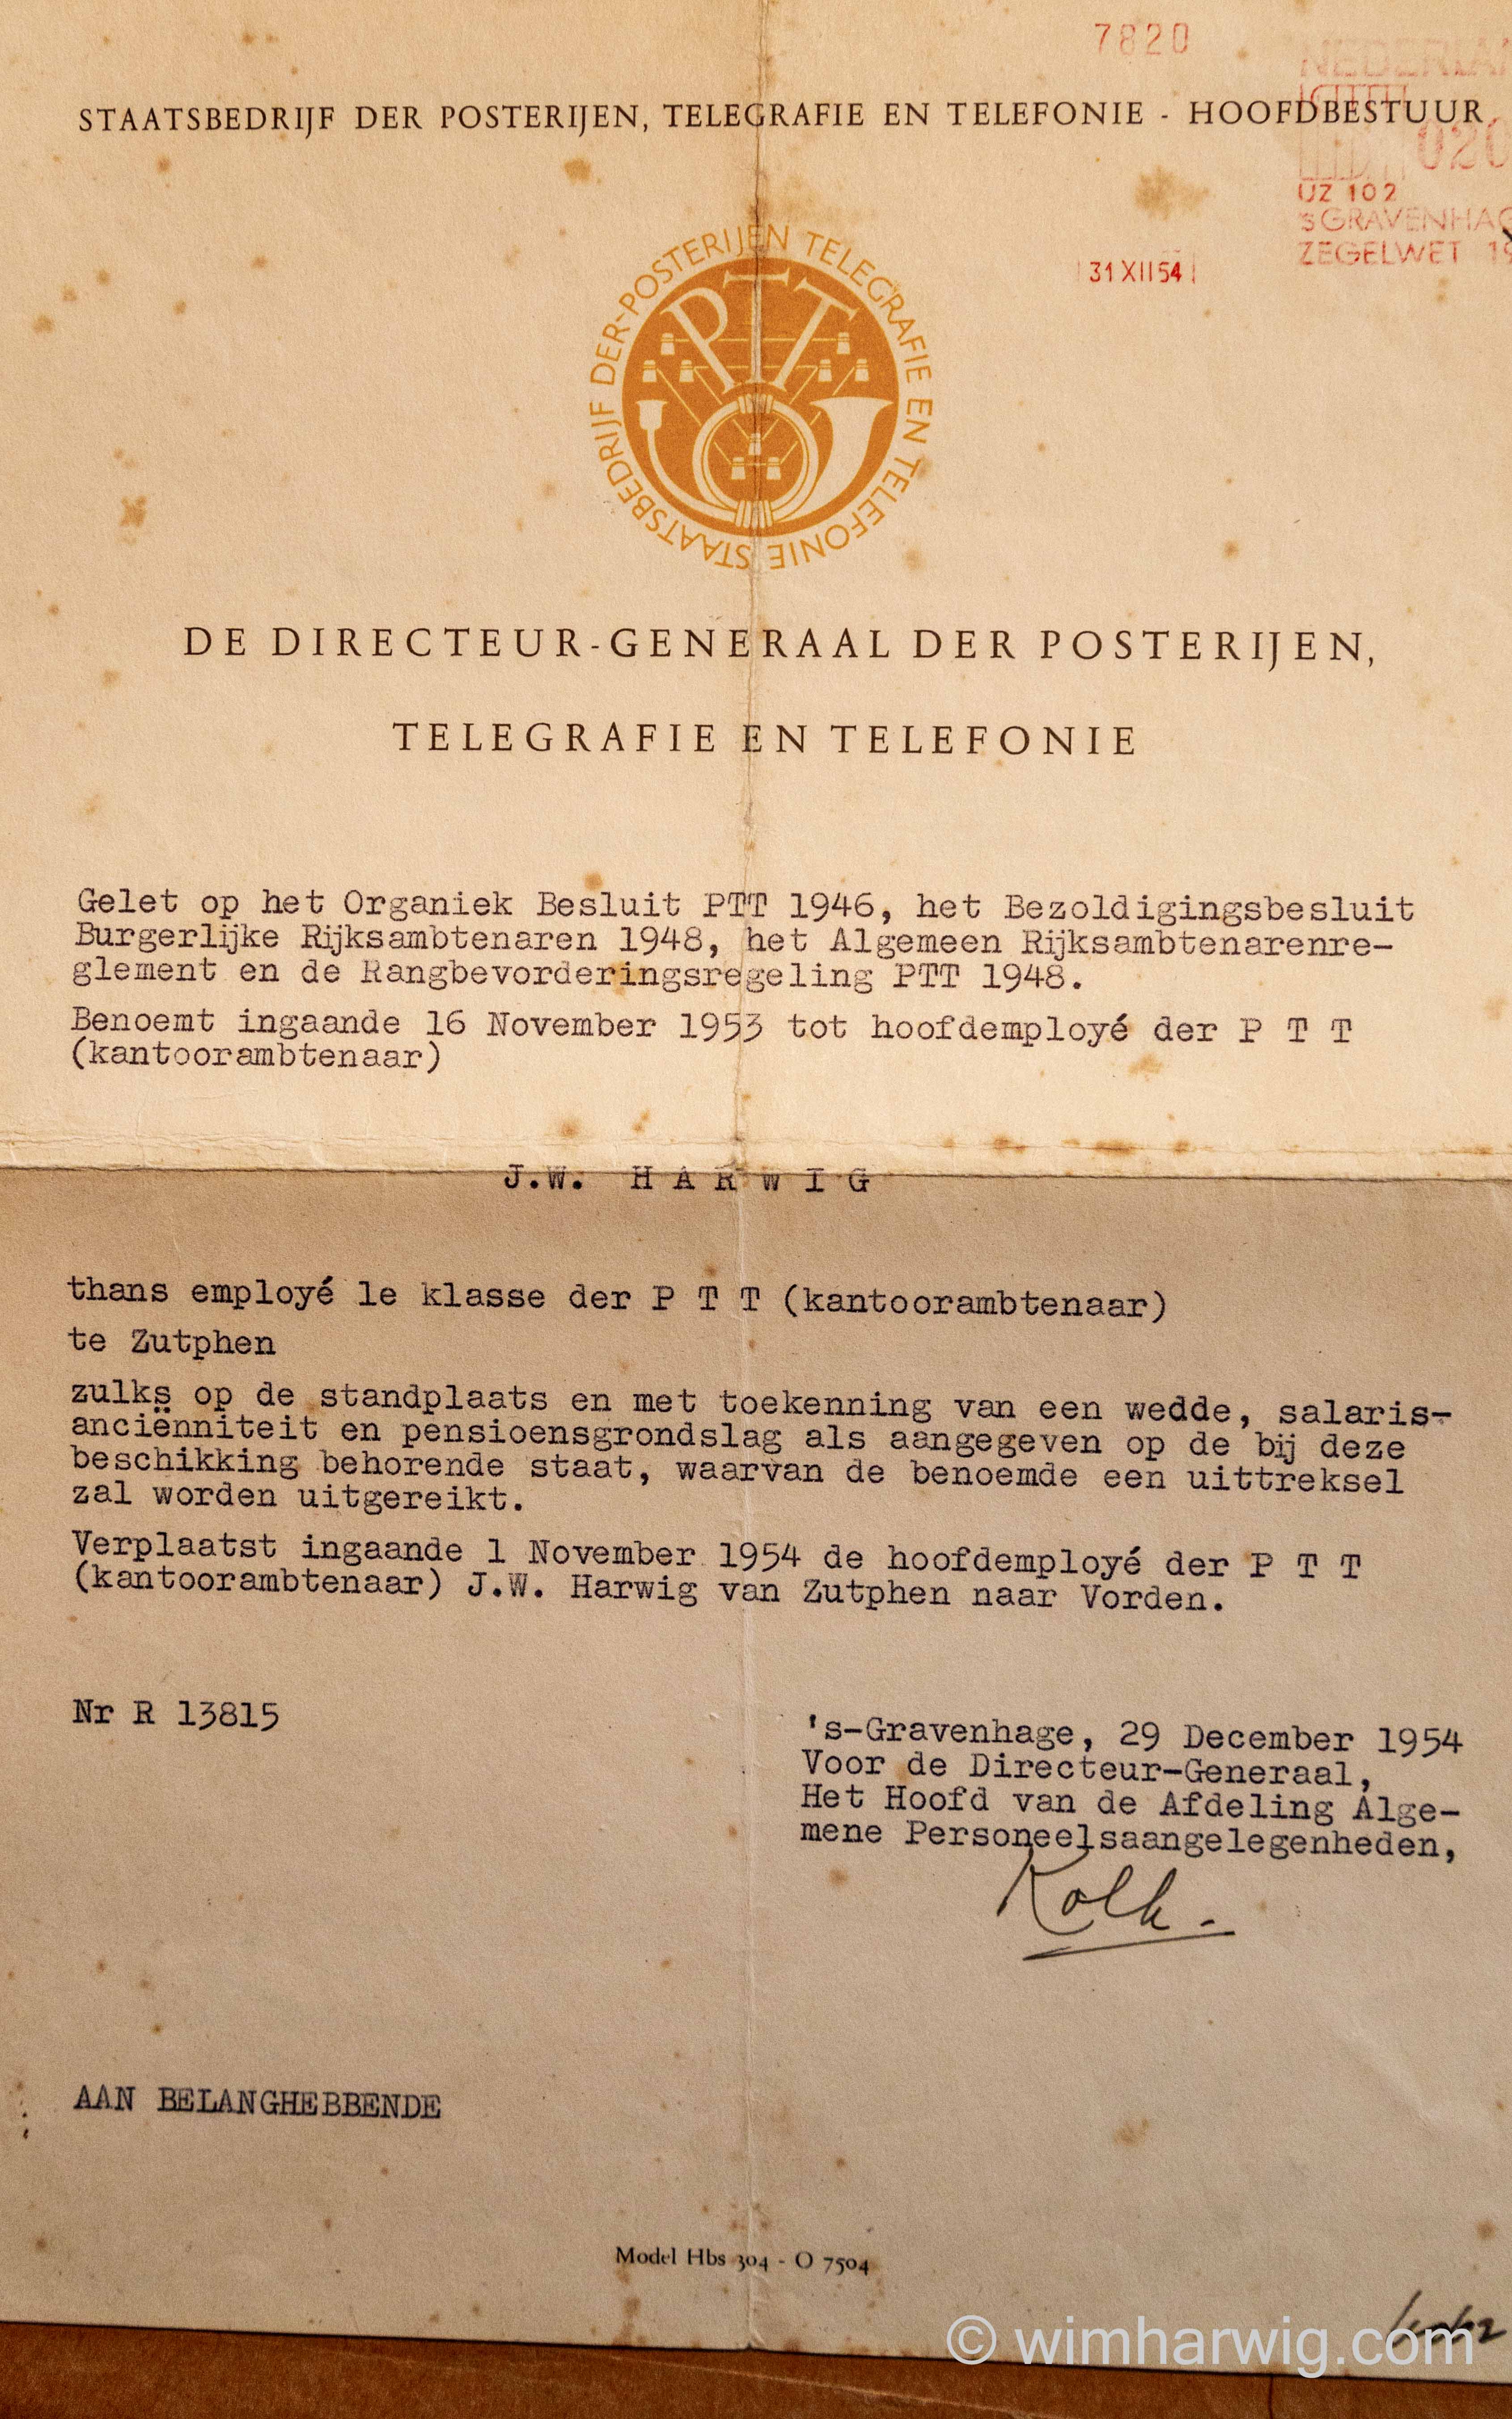 7820
NEDERLAN
STAATSBEDRIJF DER POSTERIJEN, TELEGRAFIE EN TELEFONIE - HOOFDBESTUUR
020
UZ 102
'SGRAVENHAG
ZEGELWET 19
31 XII 54
STAATSBEDRIJF DER POSTERIJEN TELEGRAFIE EN TELEFONIE
PTT
DE DIRECTEUR-GENERAAL DER POSTERIJEN,
TELEGRAFIE EN TELEFONIE
Gelet op het Organiek Besluit PTT 1946, het Bezoldigingsbesluit
Burgerlijke Rijksambtenaren 1948, het Algemeen Rijksambtenarenre-
glement en de Rangbevorderingsregeling PTT 1948.
Benoemt ingaande 16 November 1953 tot hoofdemployé der P T T
(kantoorambtenaar)
J.W. H A R W I G
thans employé 1e klasse der P T T (kantoorambtenaar)
te Zutphen
zulks op de standplaats en met toekenning van een wedde, salaris-
anciënniteit en pensioensgrondslag als aangegeven op de bij deze
beschikking behorende staat, waarvan de benoemde een uittreksel
zal worden uitgereikt.
Verplaatst ingaande 1 November 1954 de hoofdemployé der P T T
(kantoorambtenaar) J.W. Harwig van Zutphen naar Vorden.
Nr R 13815
's-Gravenhage, 29 December 1954
Voor de Directeur-Generaal,
Het Hoofd van de Afdeling Alge-
mene Personeelsaangelegenheden,
Kolk.
AAN BELANGHEBBENDE
Model Hbs 304 - O 7504
© wimharwig.com